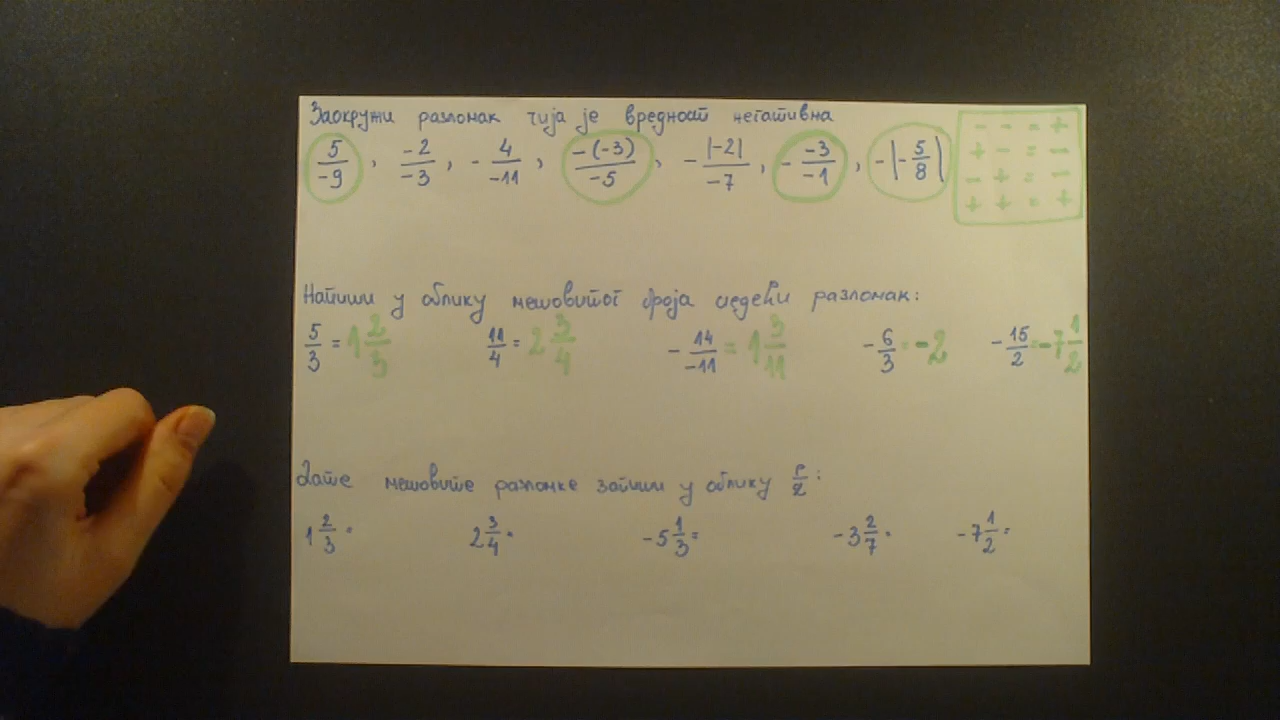 Заокружи разломак чија је вредност негативна
5/-9, -2/-3, - 4/-11, -(-3)/-5, - |-2|/-7, - -3/-1, -|-5/8|
- - = +
+ - = -
- + = -
+ + = +
Напиши у облику мешовитог броја следећи разломак:
5/3 = 1 2/3 11/4 = 2 3/4 - 14/-11 = 1 3/11 - 6/3 = -2 - 15/2 = -7 1/2
Дате мешовите разломке запиши у облику p/q:
1 2/3 = 2 3/4 = -5 1/3 = -3 2/7 = -7 1/2 =